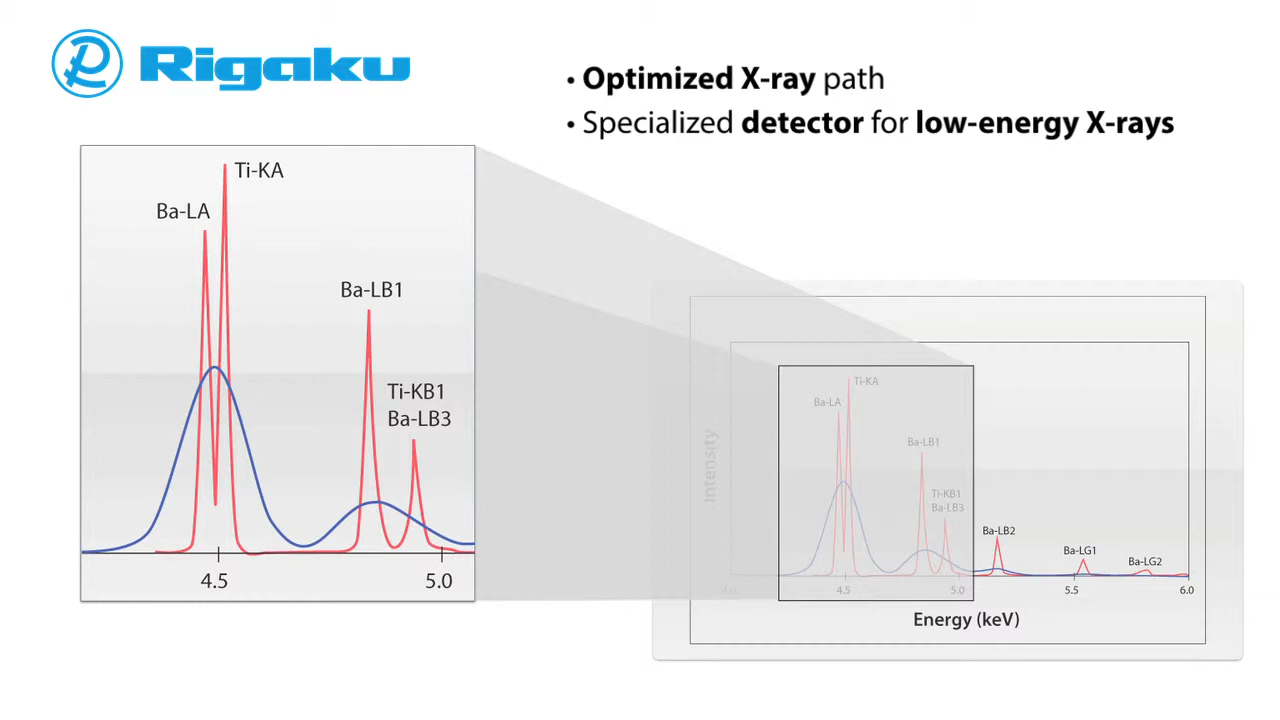 Rigaku
• Optimized X-ray path
• Specialized detector for low-energy X-rays
Ti-KA
Ba-LA
Ba-LB1
Ti-KB1
Ba-LB3
4.5
5.0
Intensity
Ti-KA
Ba-LA
Ba-LB1
Ti-KB1
Ba-LB3
Ba-LB2
Ba-LG1
Ba-LG2
4.0
4.5
5.0
5.5
6.0
Energy (keV)